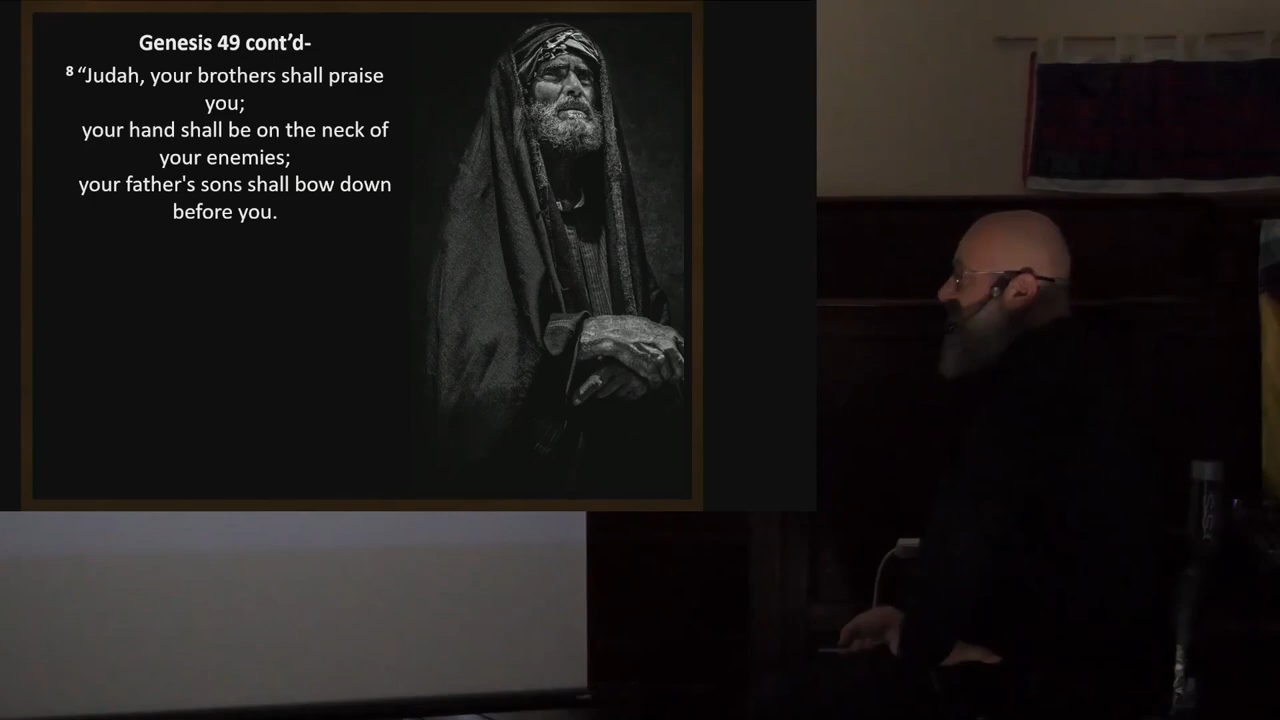 Genesis 49 cont’d-
8 “Judah, your brothers shall praise
you;
your hand shall be on the neck of
your enemies;
your father's sons shall bow down
before you.